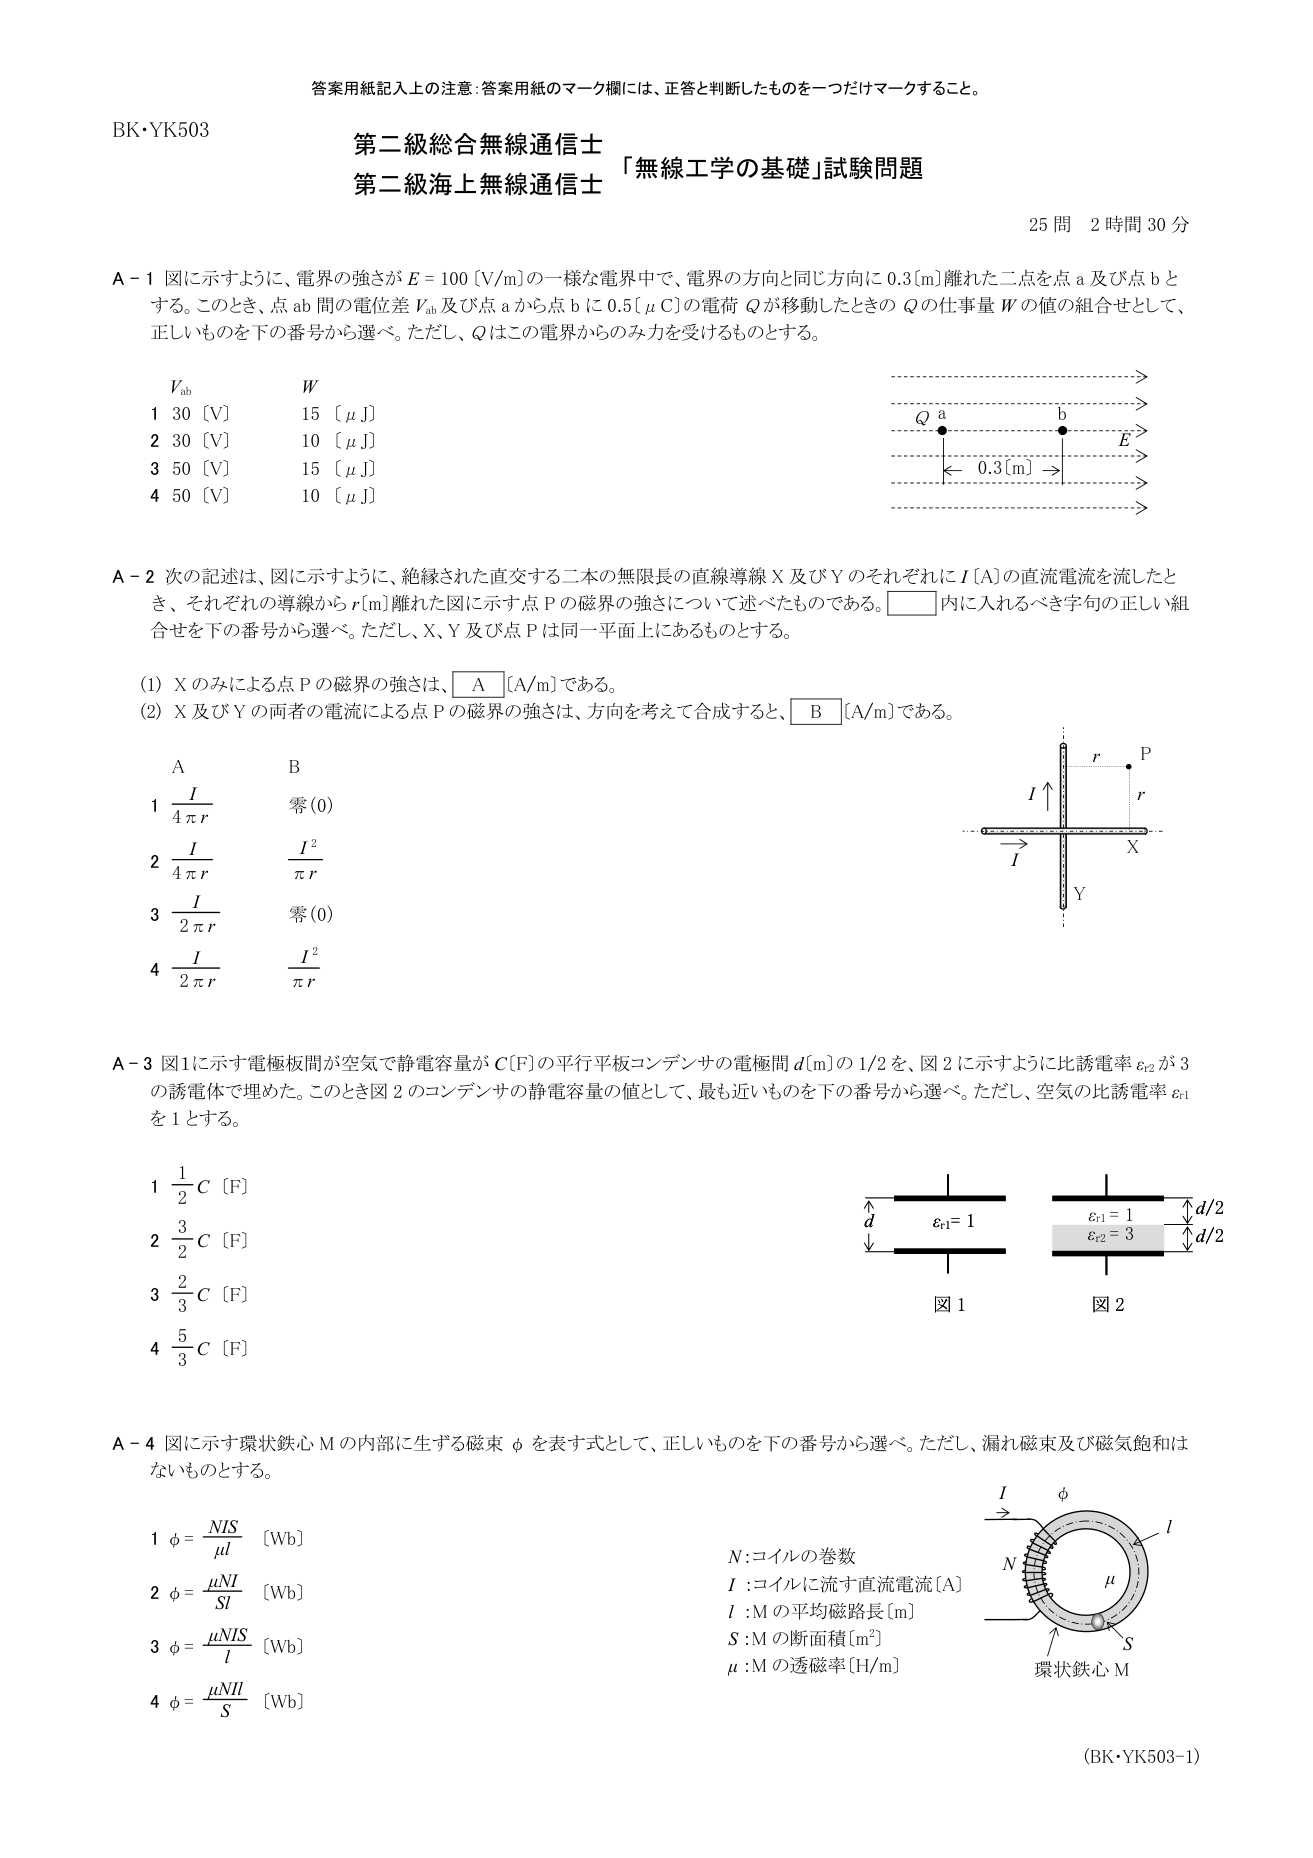 答案用紙記入上の注意：答案用紙のマーク欄には、正答と判断したものを一つだけマークすること。
BK・YK503
第二級総合無線通信士
第二級海上無線通信士
「無線工学の基礎」試験問題
25 問　2 時間 30 分
A－1 図に示すように、電界の強さが E = 100〔V/m〕の一様な電界中で、電界の方向と同じ方向に 0.3〔m〕離れた二点を点 a 及び点 b と
する。このとき、点 ab 間の電位差 Vab 及び点 a から点 b に 0.5〔μC〕の電荷 Q が移動したときの Q の仕事量 W の値の組合せとして、
正しいものを下の番号から選べ。ただし、Q はこの電界からのみ力を受けるものとする。
Vab　W
1 30〔V〕　15〔μJ〕
2 30〔V〕　10〔μJ〕
3 50〔V〕　15〔μJ〕
4 50〔V〕　10〔μJ〕
Q a　b
E
0.3〔m〕
A－2 次の記述は、図に示すように、絶縁された直交する二本の無限長の直線導線 X 及び Y のそれぞれに I〔A〕の直流電流を流したと
き、それぞれの導線から r〔m〕離れた図に示す点 P の磁界の強さについて述べたものである。　　内に入れるべき字句の正しい組
合せを下の番号から選べ。ただし、X、Y 及び点 P は同一平面上にあるものとする。
(1) X のみによる点 P の磁界の強さは、 A 〔A/m〕である。
(2) X 及び Y の両者の電流による点 P の磁界の強さは、方向を考えて合成すると、 B 〔A/m〕である。
A　B
1 I/4πr　零(0)
2 I/4πr　I²/πr
3 I/2πr　零(0)
4 I/2πr　I²/πr
r P
I r
X
I
Y
A－3 図1に示す電極板間が空気で静電容量が C〔F〕の平行平板コンデンサの電極間 d〔m〕の 1/2 を、図 2 に示すように比誘電率 εr2 が 3
の誘電体で埋めた。このとき図 2 のコンデンサの静電容量の値として、最も近いものを下の番号から選べ。ただし、空気の比誘電率 εr1
を 1 とする。
1 1/2 C〔F〕
2 3/2 C〔F〕
3 2/3 C〔F〕
4 5/3 C〔F〕
d εr1= 1
εr1 = 1 d/2
εr2 = 3 d/2
図 1　図 2
A－4 図に示す環状鉄心 M の内部に生ずる磁束 φ を表す式として、正しいものを下の番号から選べ。ただし、漏れ磁束及び磁気飽和は
ないものとする。
1 φ = NIS/μl〔Wb〕
2 φ = μNI/Sl〔Wb〕
3 φ = μNIS/l〔Wb〕
4 φ = μNIl/S〔Wb〕
N：コイルの巻数
I ：コイルに流す直流電流〔A〕
l ：M の平均磁路長〔m〕
S：M の断面積〔m²〕
μ：M の透磁率〔H/m〕
I φ
l
N μ
S
環状鉄心 M
(BK・YK503-1)